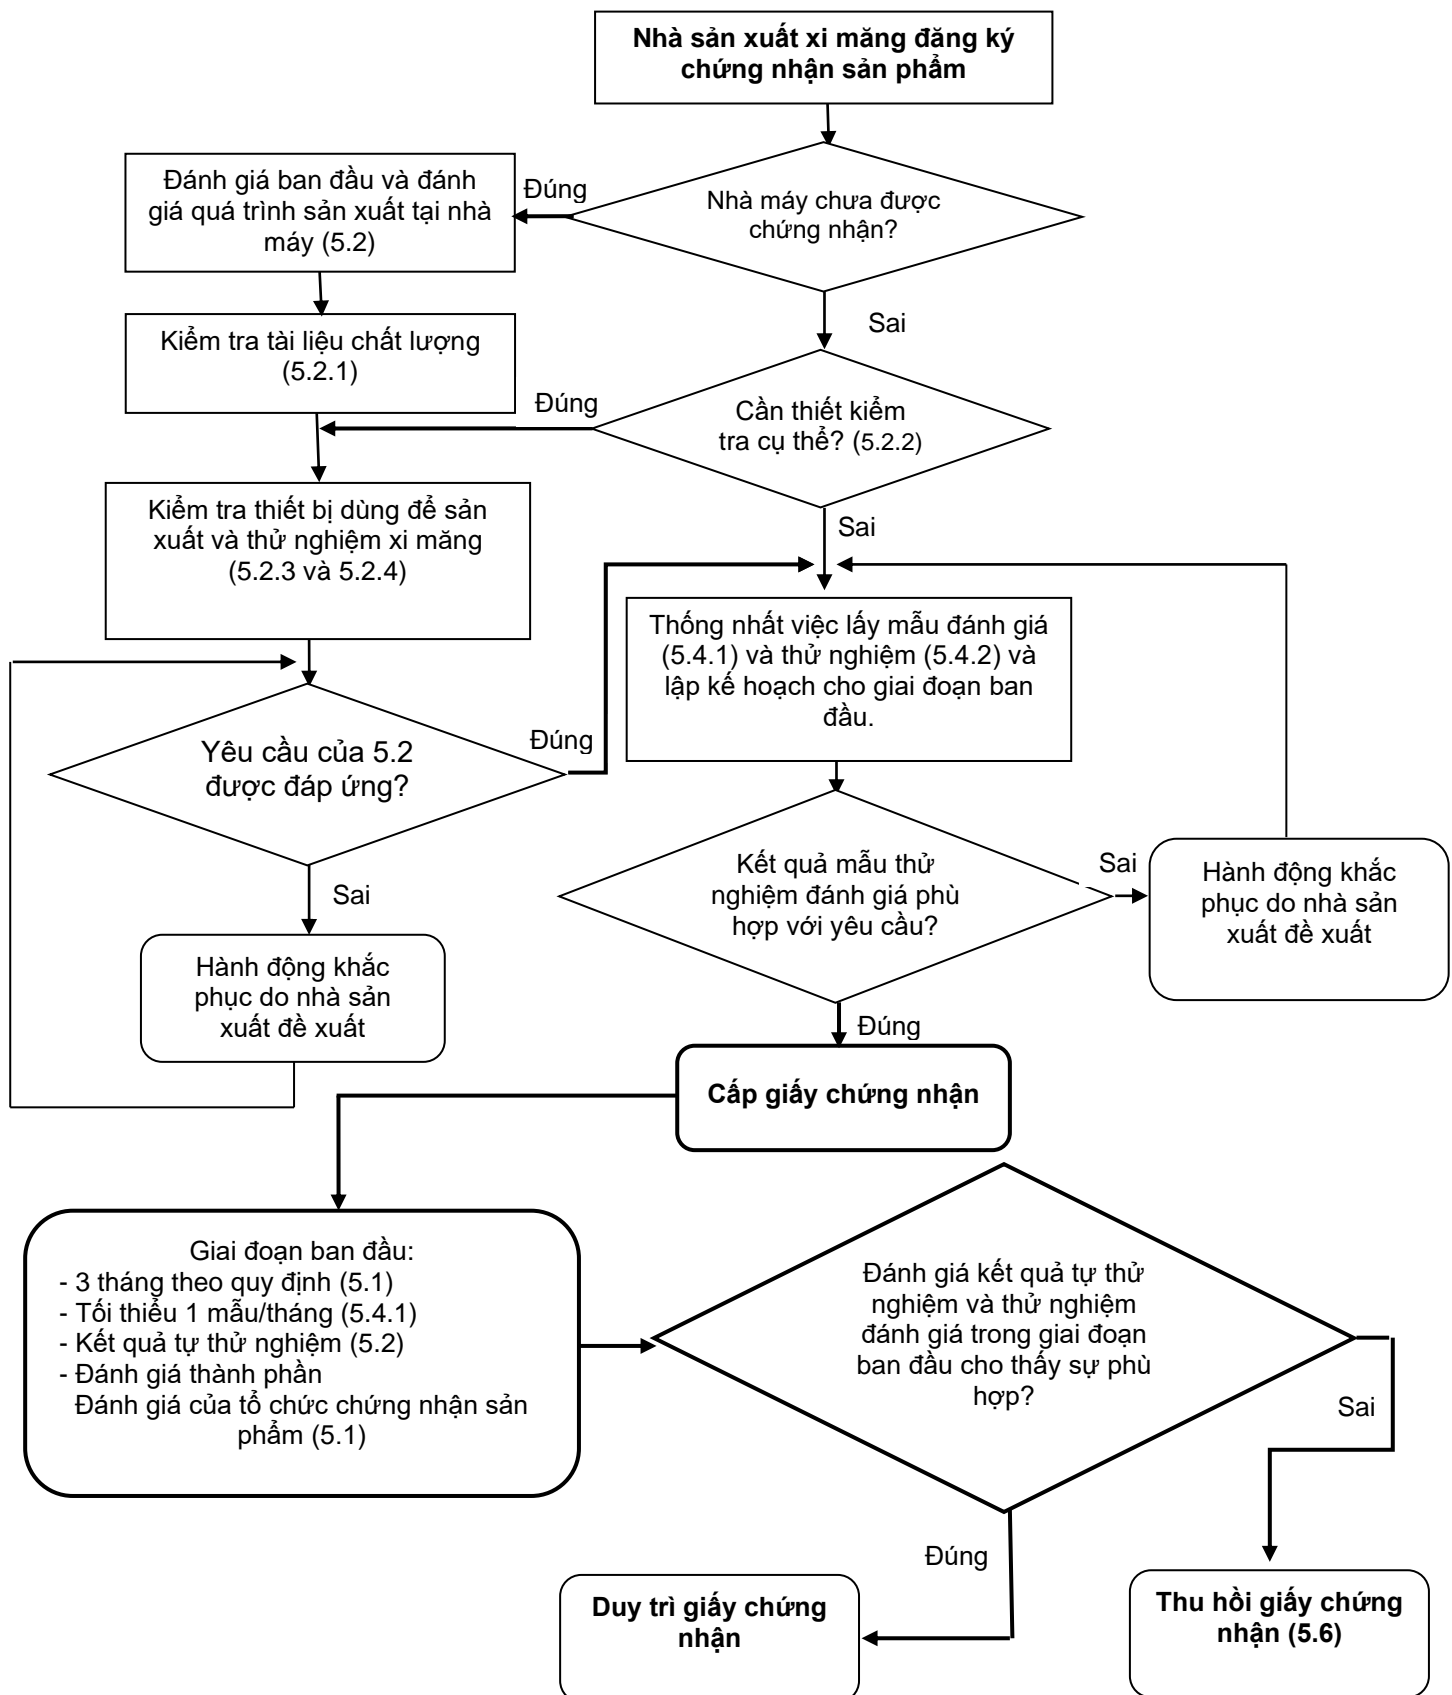 Nhà sản xuất xi măng đăng ký
chứng nhận sản phẩm
Nhà máy chưa được
chứng nhận?
Đúng
Đánh giá ban đầu và đánh
giá quá trình sản xuất tại nhà
máy (5.2)
Sai
Kiểm tra tài liệu chất lượng
(5.2.1)
Cần thiết kiểm
tra cụ thể? (5.2.2)
Đúng
Kiểm tra thiết bị dùng để sản
xuất và thử nghiệm xi măng
(5.2.3 và 5.2.4)
Sai
Thống nhất việc lấy mẫu đánh giá
(5.4.1) và thử nghiệm (5.4.2) và
lập kế hoạch cho giai đoạn ban
đầu.
Yêu cầu của 5.2
được đáp ứng?
Đúng
Sai
Hành động khắc
phục do nhà sản
xuất đề xuất
Kết quả mẫu thử
nghiệm đánh giá phù
hợp với yêu cầu?
Sai
Hành động khắc
phục do nhà sản
xuất đề xuất
Đúng
Cấp giấy chứng nhận
Giai đoạn ban đầu:
- 3 tháng theo quy định (5.1)
- Tối thiểu 1 mẫu/tháng (5.4.1)
- Kết quả tự thử nghiệm (5.2)
- Đánh giá thành phần
Đánh giá của tổ chức chứng nhận sản
phẩm (5.1)
Đánh giá kết quả tự thử
nghiệm và thử nghiệm
đánh giá trong giai đoạn
ban đầu cho thấy sự phù
hợp?
Sai
Đúng
Duy trì giấy chứng
nhận
Thu hồi giấy chứng
nhận (5.6)